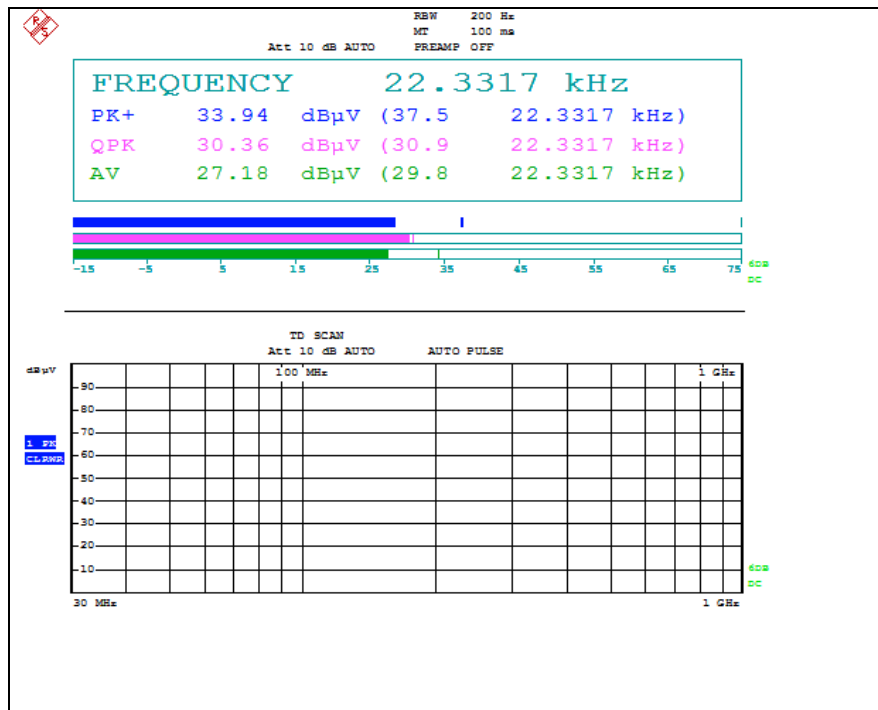 R S
RBW 200 Hz
MT 100 ms
Att 10 dB AUTO PREAMP OFF
FREQUENCY 22.3317 kHz
PK+ 33.94 dBµV (37.5 22.3317 kHz)
QPK 30.36 dBµV (30.9 22.3317 kHz)
AV 27.18 dBµV (29.8 22.3317 kHz)
-15 -5 5 15 25 35 45 55 65 75
6DB
DC
TD SCAN
Att 10 dB AUTO AUTO PULSE
dBµV
100 MHz 1 GHz
90
80
70
1 PK
CLRWR
60
50
40
30
20
10
6DB
DC
30 MHz 1 GHz